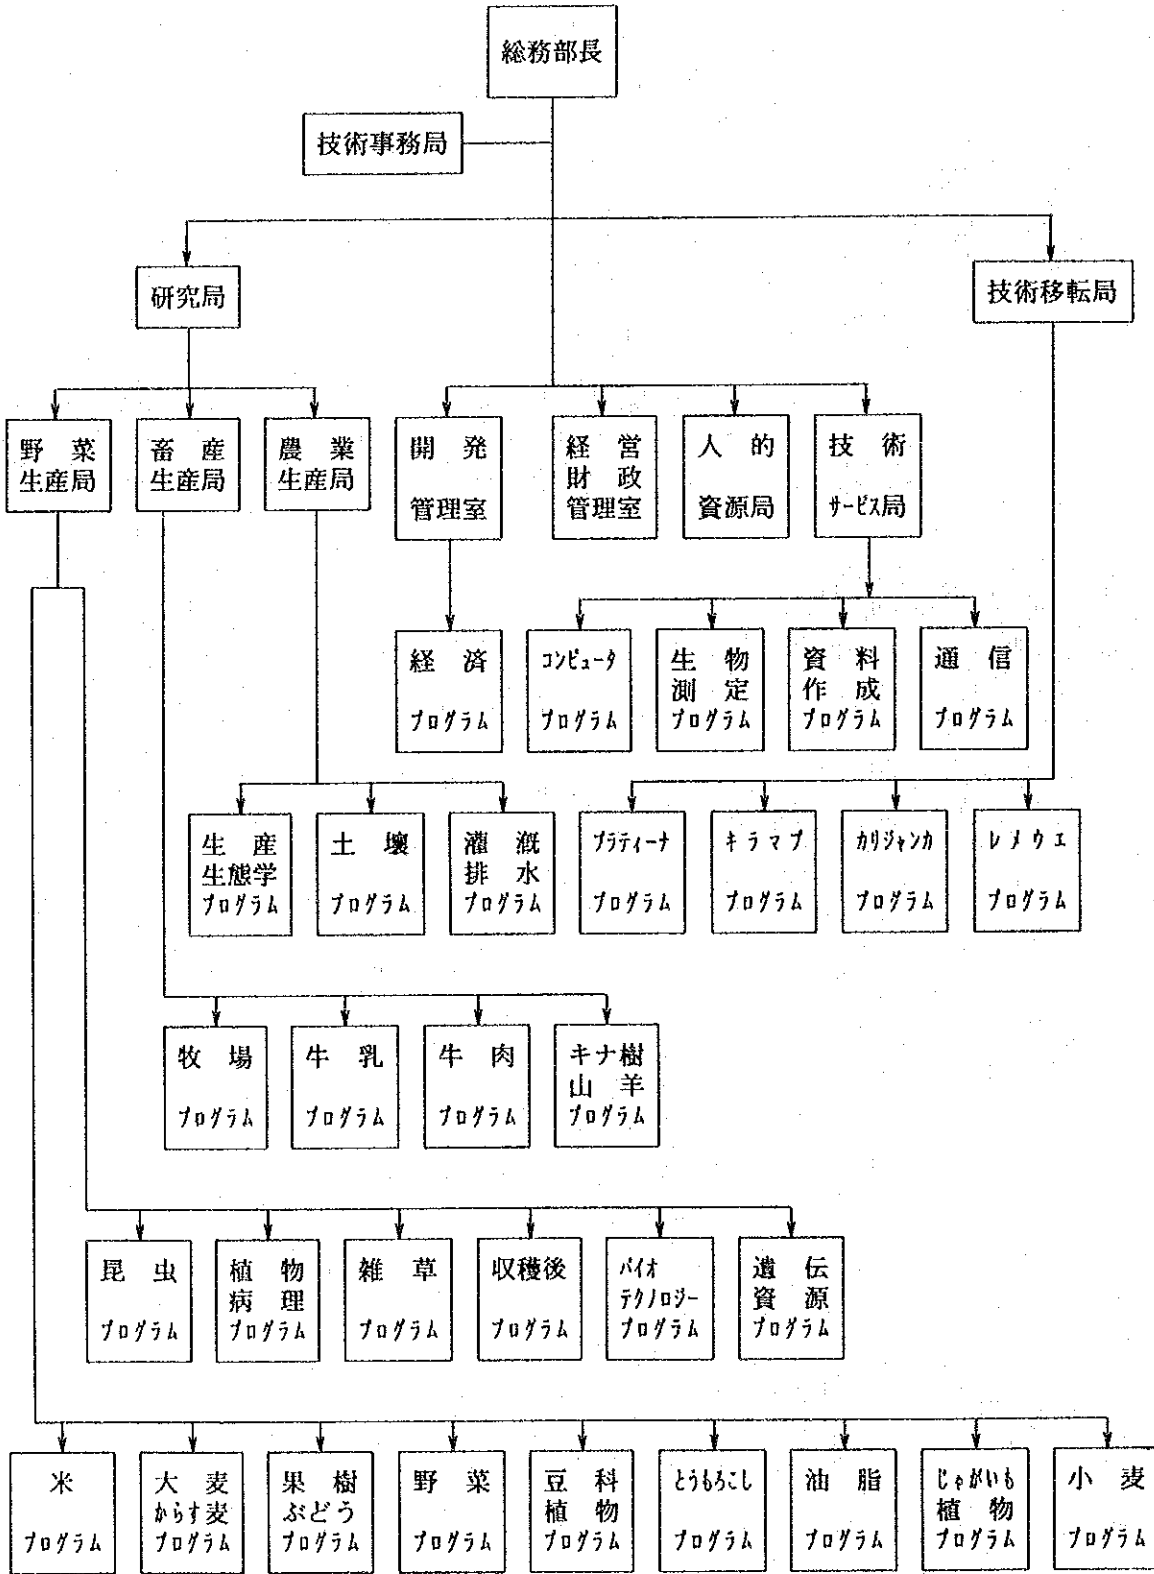 総務部長
技術事務局
研究局
技術移転局
野菜
生産局
畜産
生産局
農業
生産局
開発
管理室
経営
財政
管理室
人的
資源局
技術
サービス局
経済
プログラム
コンピュータ
プログラム
生物
測定
プログラム
資料
作成
プログラム
通信
プログラム
生産
生態学
プログラム
土壌
プログラム
灌漑
排水
プログラム
プラティーナ
プログラム
キラマプ
プログラム
カリジャンカ
プログラム
レメウエ
プログラム
牧場
プログラム
牛乳
プログラム
牛肉
プログラム
キナ樹
山羊
プログラム
昆虫
プログラム
植物
病理
プログラム
雑草
プログラム
収穫後
プログラム
バイオ
テクノロジー
プログラム
遺伝
資源
プログラム
米
プログラム
大麦
からす麦
プログラム
果樹
ぶどう
プログラム
野菜
プログラム
豆科
植物
プログラム
とうもろこし
プログラム
油脂
プログラム
じゃがいも
植物
プログラム
小麦
プログラム